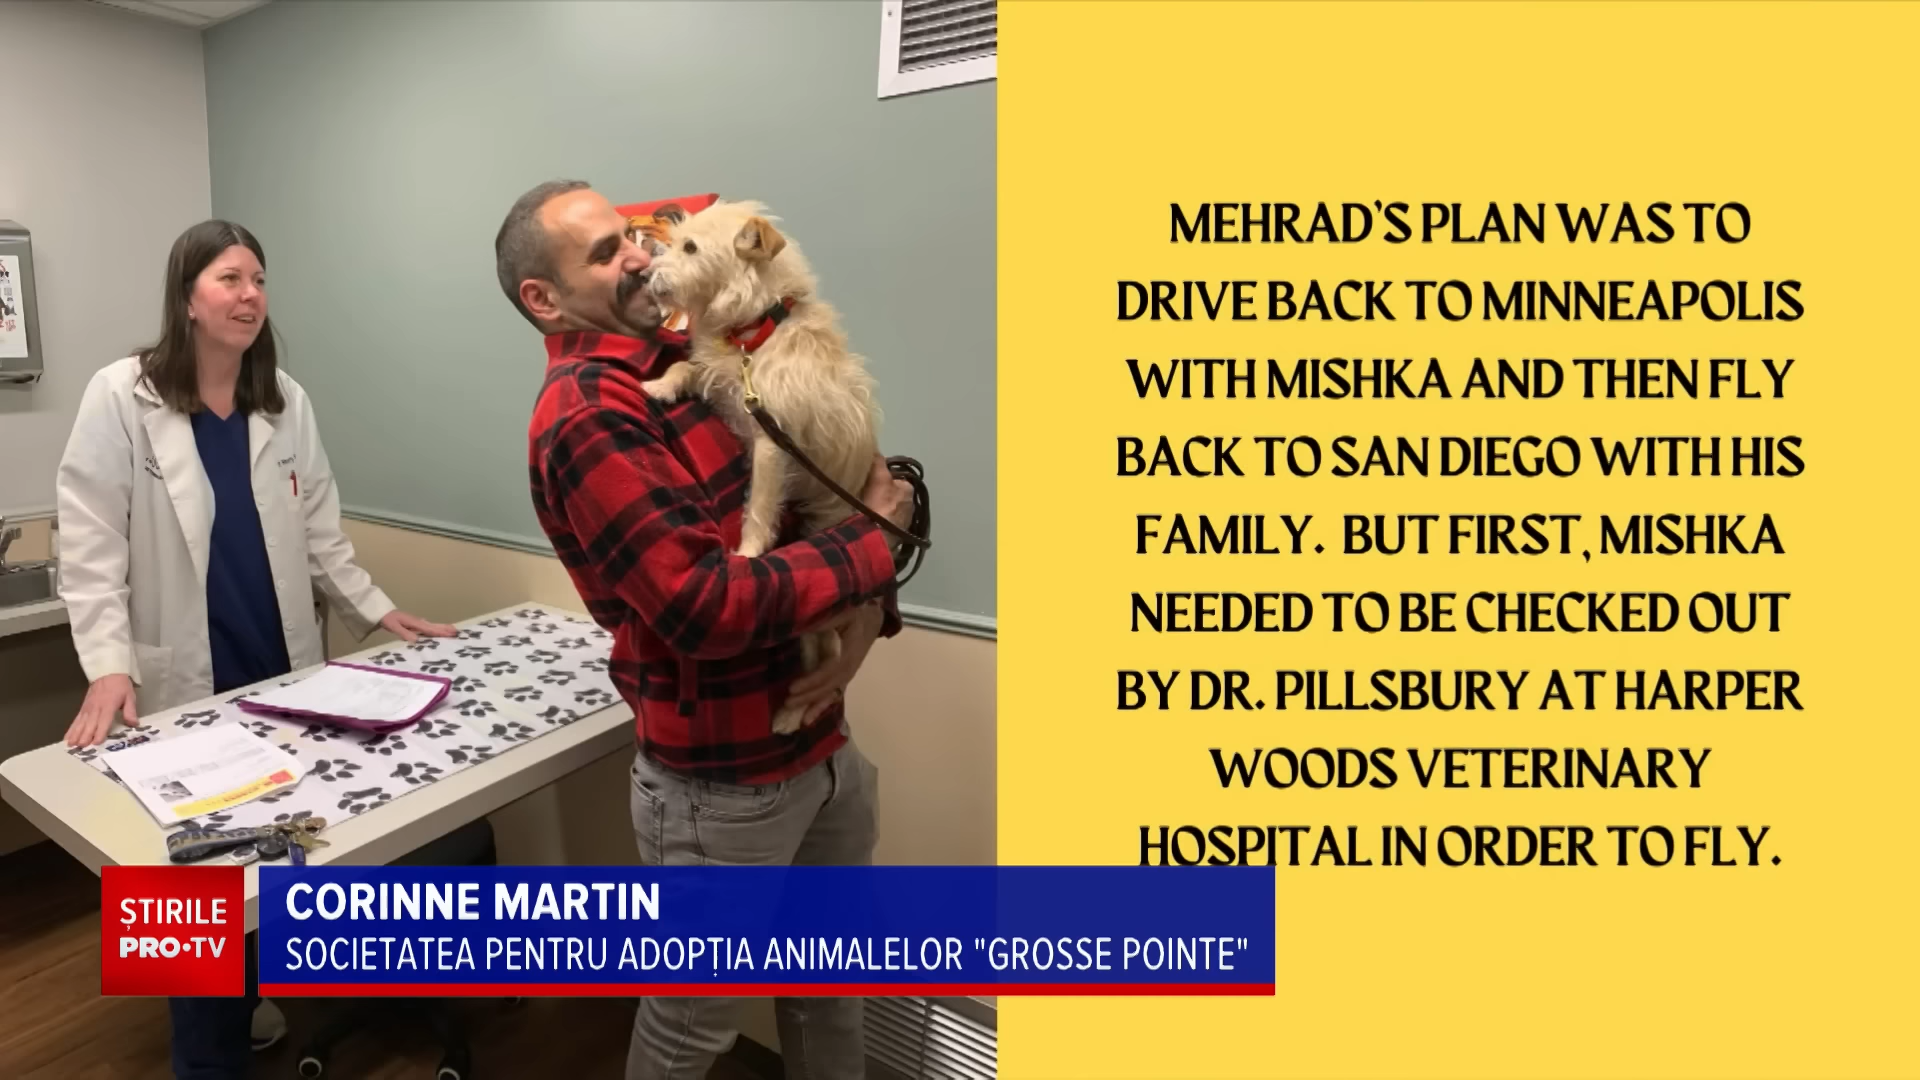 MEHRAD'S PLAN WAS TO
DRIVE BACK TO MINNEAPOLIS
WITH MISHKA AND THEN FLY
BACK TO SAN DIEGO WITH HIS
FAMILY. BUT FIRST, MISHKA
NEEDED TO BE CHECKED OUT
BY DR. PILLSBURY AT HARPER
WOODS VETERINARY
HOSPITAL IN ORDER TO FLY.
ȘTIRILE
PRO•TV
CORINNE MARTIN
SOCIETATEA PENTRU ADOPȚIA ANIMALELOR "GROSSE POINTE"